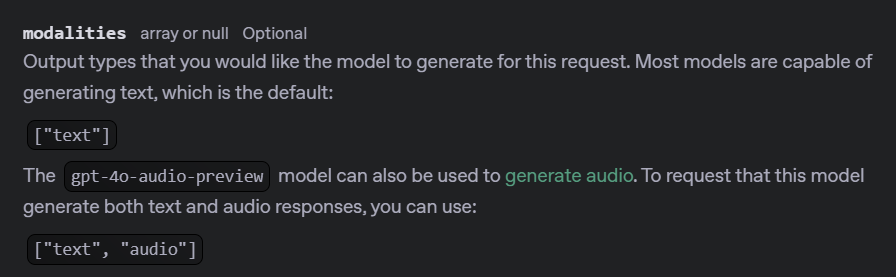 modalities array or null Optional
Output types that you would like the model to generate for this request. Most models are capable of
generating text, which is the default:
["text"]
The gpt-4o-audio-preview model can also be used to generate audio. To request that this model
generate both text and audio responses, you can use:
["text", "audio"]